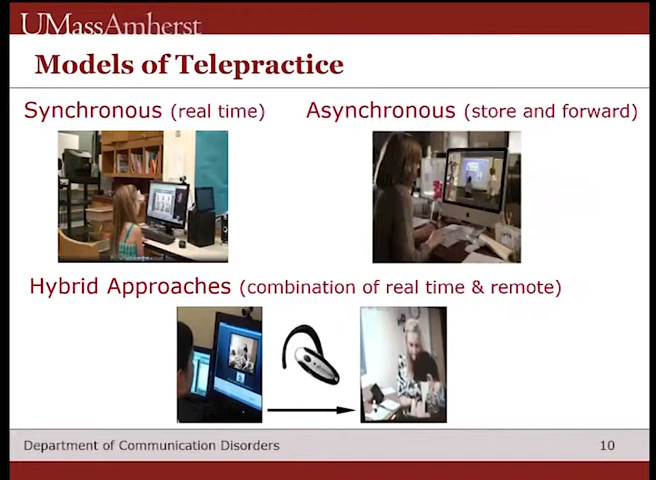 UMassAmherst
Models of Telepractice
Synchronous (real time)
Asynchronous (store and forward)
Hybrid Approaches (combination of real time & remote)
Department of Communication Disorders
10